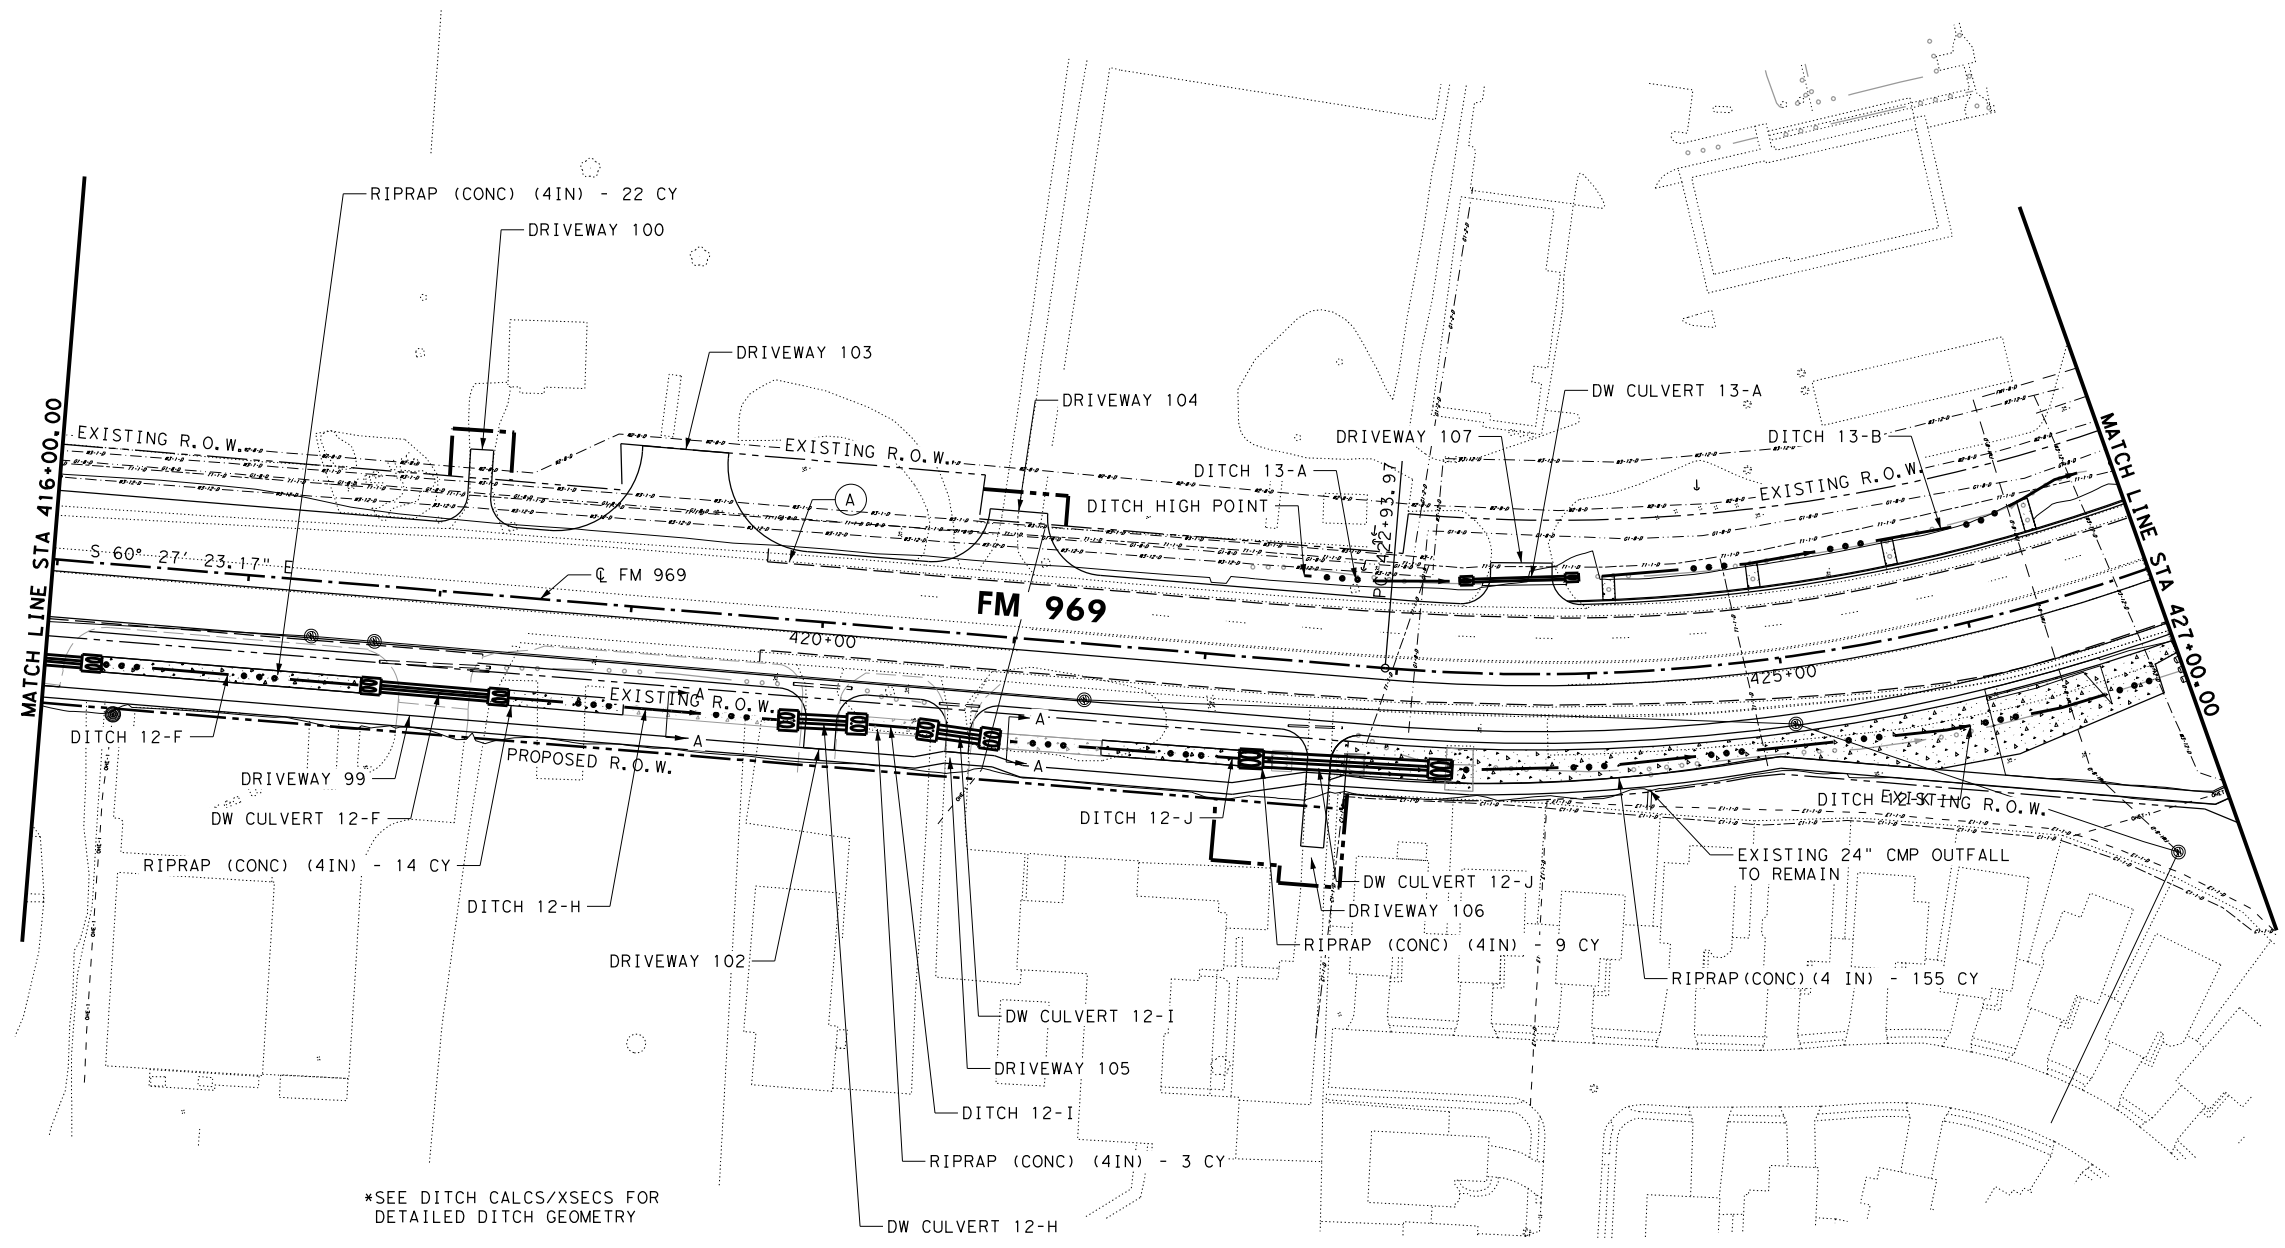 RIPRAP (CONC) (4IN) - 22 CY
DRIVEWAY 100
DRIVEWAY 103
DRIVEWAY 104
DW CULVERT 13-A
DRIVEWAY 107
DITCH 13-B
DITCH 13-A
DITCH HIGH POINT
MATCH LINE STA 416+00.00
EXISTING R.O.W.
EXISTING R.O.W.
EXISTING R.O.W.
MATCH LINE STA 427+00.00
A
PC 422+93.97
S 60° 27' 23.17" E
℄ FM 969
FM 969
420+00
425+00
EXISTING R.O.W.
A
A
A
A
PROPOSED R.O.W.
DITCH 12-F
DRIVEWAY 99
DW CULVERT 12-F
RIPRAP (CONC) (4IN) - 14 CY
DITCH 12-H
DRIVEWAY 102
DITCH 12-J
EXISTING R.O.W.
EXISTING 24" CMP OUTFALL
TO REMAIN
DW CULVERT 12-J
DRIVEWAY 106
RIPRAP (CONC) (4IN) - 9 CY
RIPRAP(CONC)(4 IN) - 155 CY
DW CULVERT 12-I
DRIVEWAY 105
DITCH 12-I
RIPRAP (CONC) (4IN) - 3 CY
DW CULVERT 12-H
*SEE DITCH CALCS/XSECS FOR
DETAILED DITCH GEOMETRY